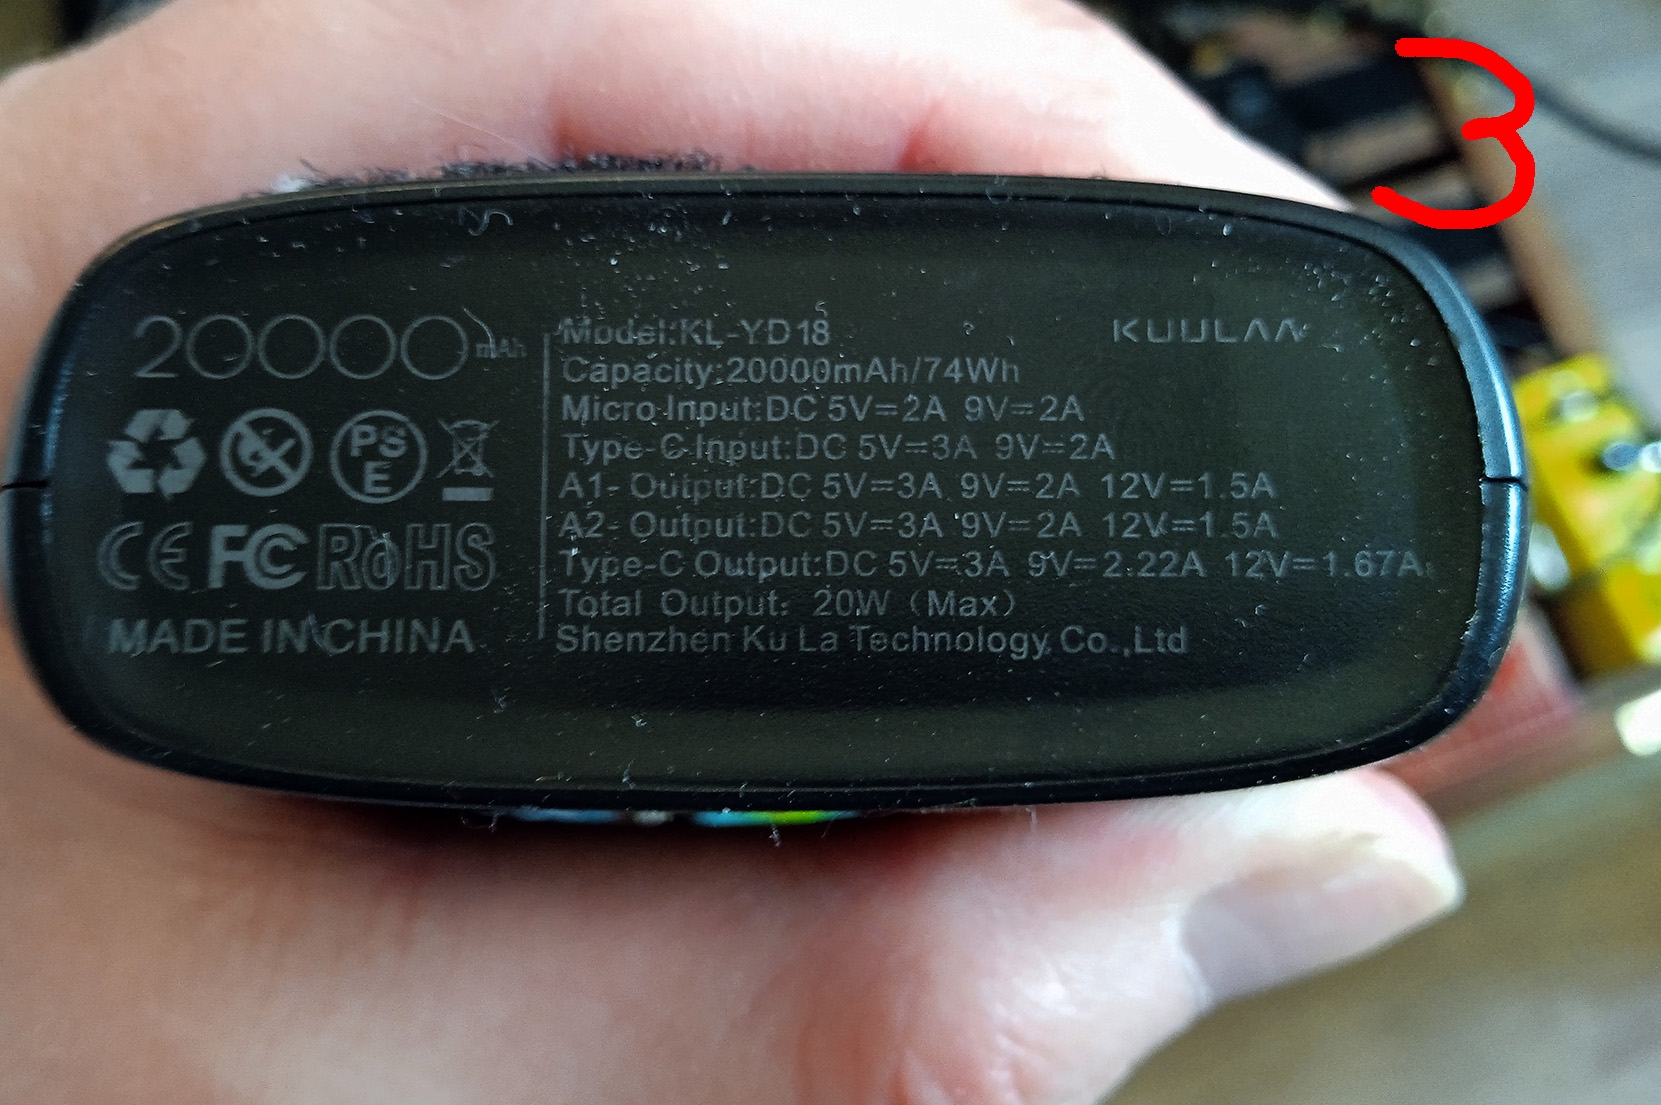 3
20000mAh
CE FC RoHS
MADE IN CHINA
PS
E
Model:KL-YD18
Capacity:20000mAh/74Wh
Micro Input:DC 5V=2A 9V=2A
Type-C Input:DC 5V=3A 9V=2A
A1- Output:DC 5V=3A 9V=2A 12V=1.5A
A2- Output:DC 5V=3A 9V=2A 12V=1.5A
Type-C Output:DC 5V=3A 9V=2.22A 12V=1.67A
Total Output: 20W (Max)
Shenzhen Ku La Technology Co.,Ltd
KUULAA